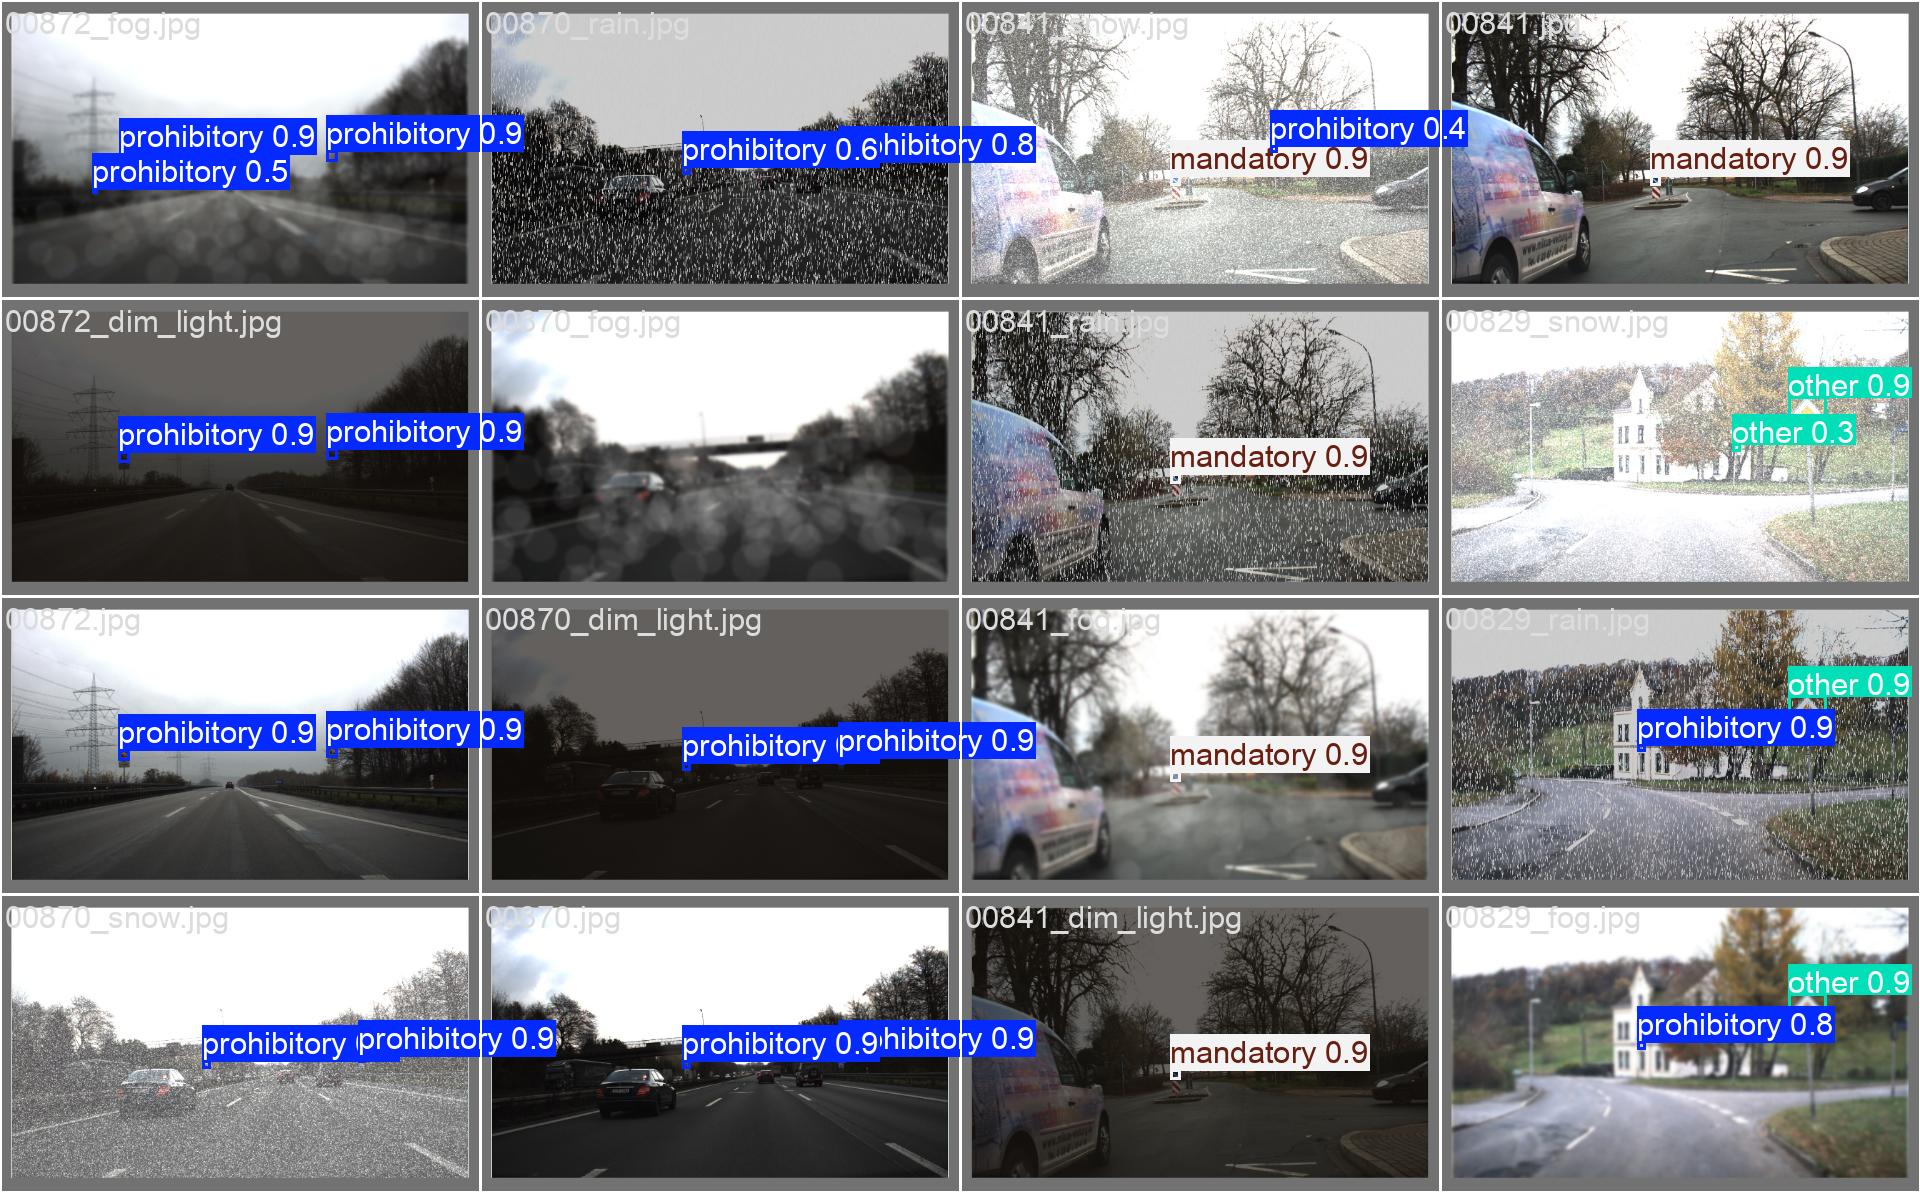 00872_fog.jpg
prohibitory 0.9
prohibitory 0.9
prohibitory 0.5
00870_rain.jpg
prohibitory 0.6
hibitory 0.8
00841_snow.jpg
prohibitory 0.4
mandatory 0.9
00841.jpg
mandatory 0.9
00872_dim_light.jpg
prohibitory 0.9
prohibitory 0.9
00870_fog.jpg
00841_rain.jpg
mandatory 0.9
00829_snow.jpg
other 0.9
other 0.3
00872.jpg
prohibitory 0.9
prohibitory 0.9
00870_dim_light.jpg
prohibitory
prohibitory 0.9
00841_fog.jpg
mandatory 0.9
00829_rain.jpg
other 0.9
prohibitory 0.9
00870_snow.jpg
prohibitory
prohibitory 0.9
00870.jpg
prohibitory 0.9
hibitory 0.9
00841_dim_light.jpg
mandatory 0.9
00829_fog.jpg
other 0.9
prohibitory 0.8